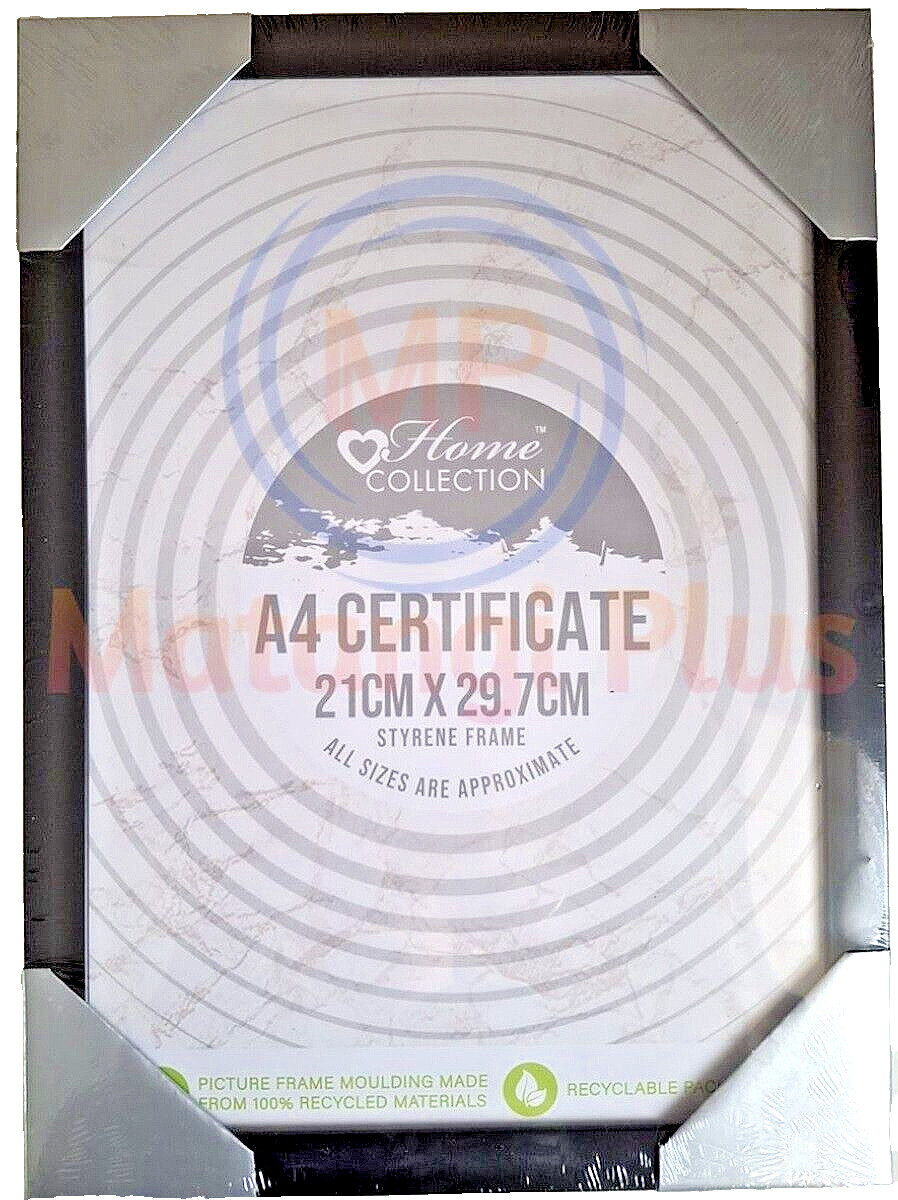 MP
Home™
COLLECTION
A4 CERTIFICATE
Matangi Plus
21CM X 29.7CM
STYRENE FRAME
ALL SIZES ARE APPROXIMATE
PICTURE FRAME MOULDING MADE
FROM 100% RECYCLED MATERIALS
RECYCLABLE